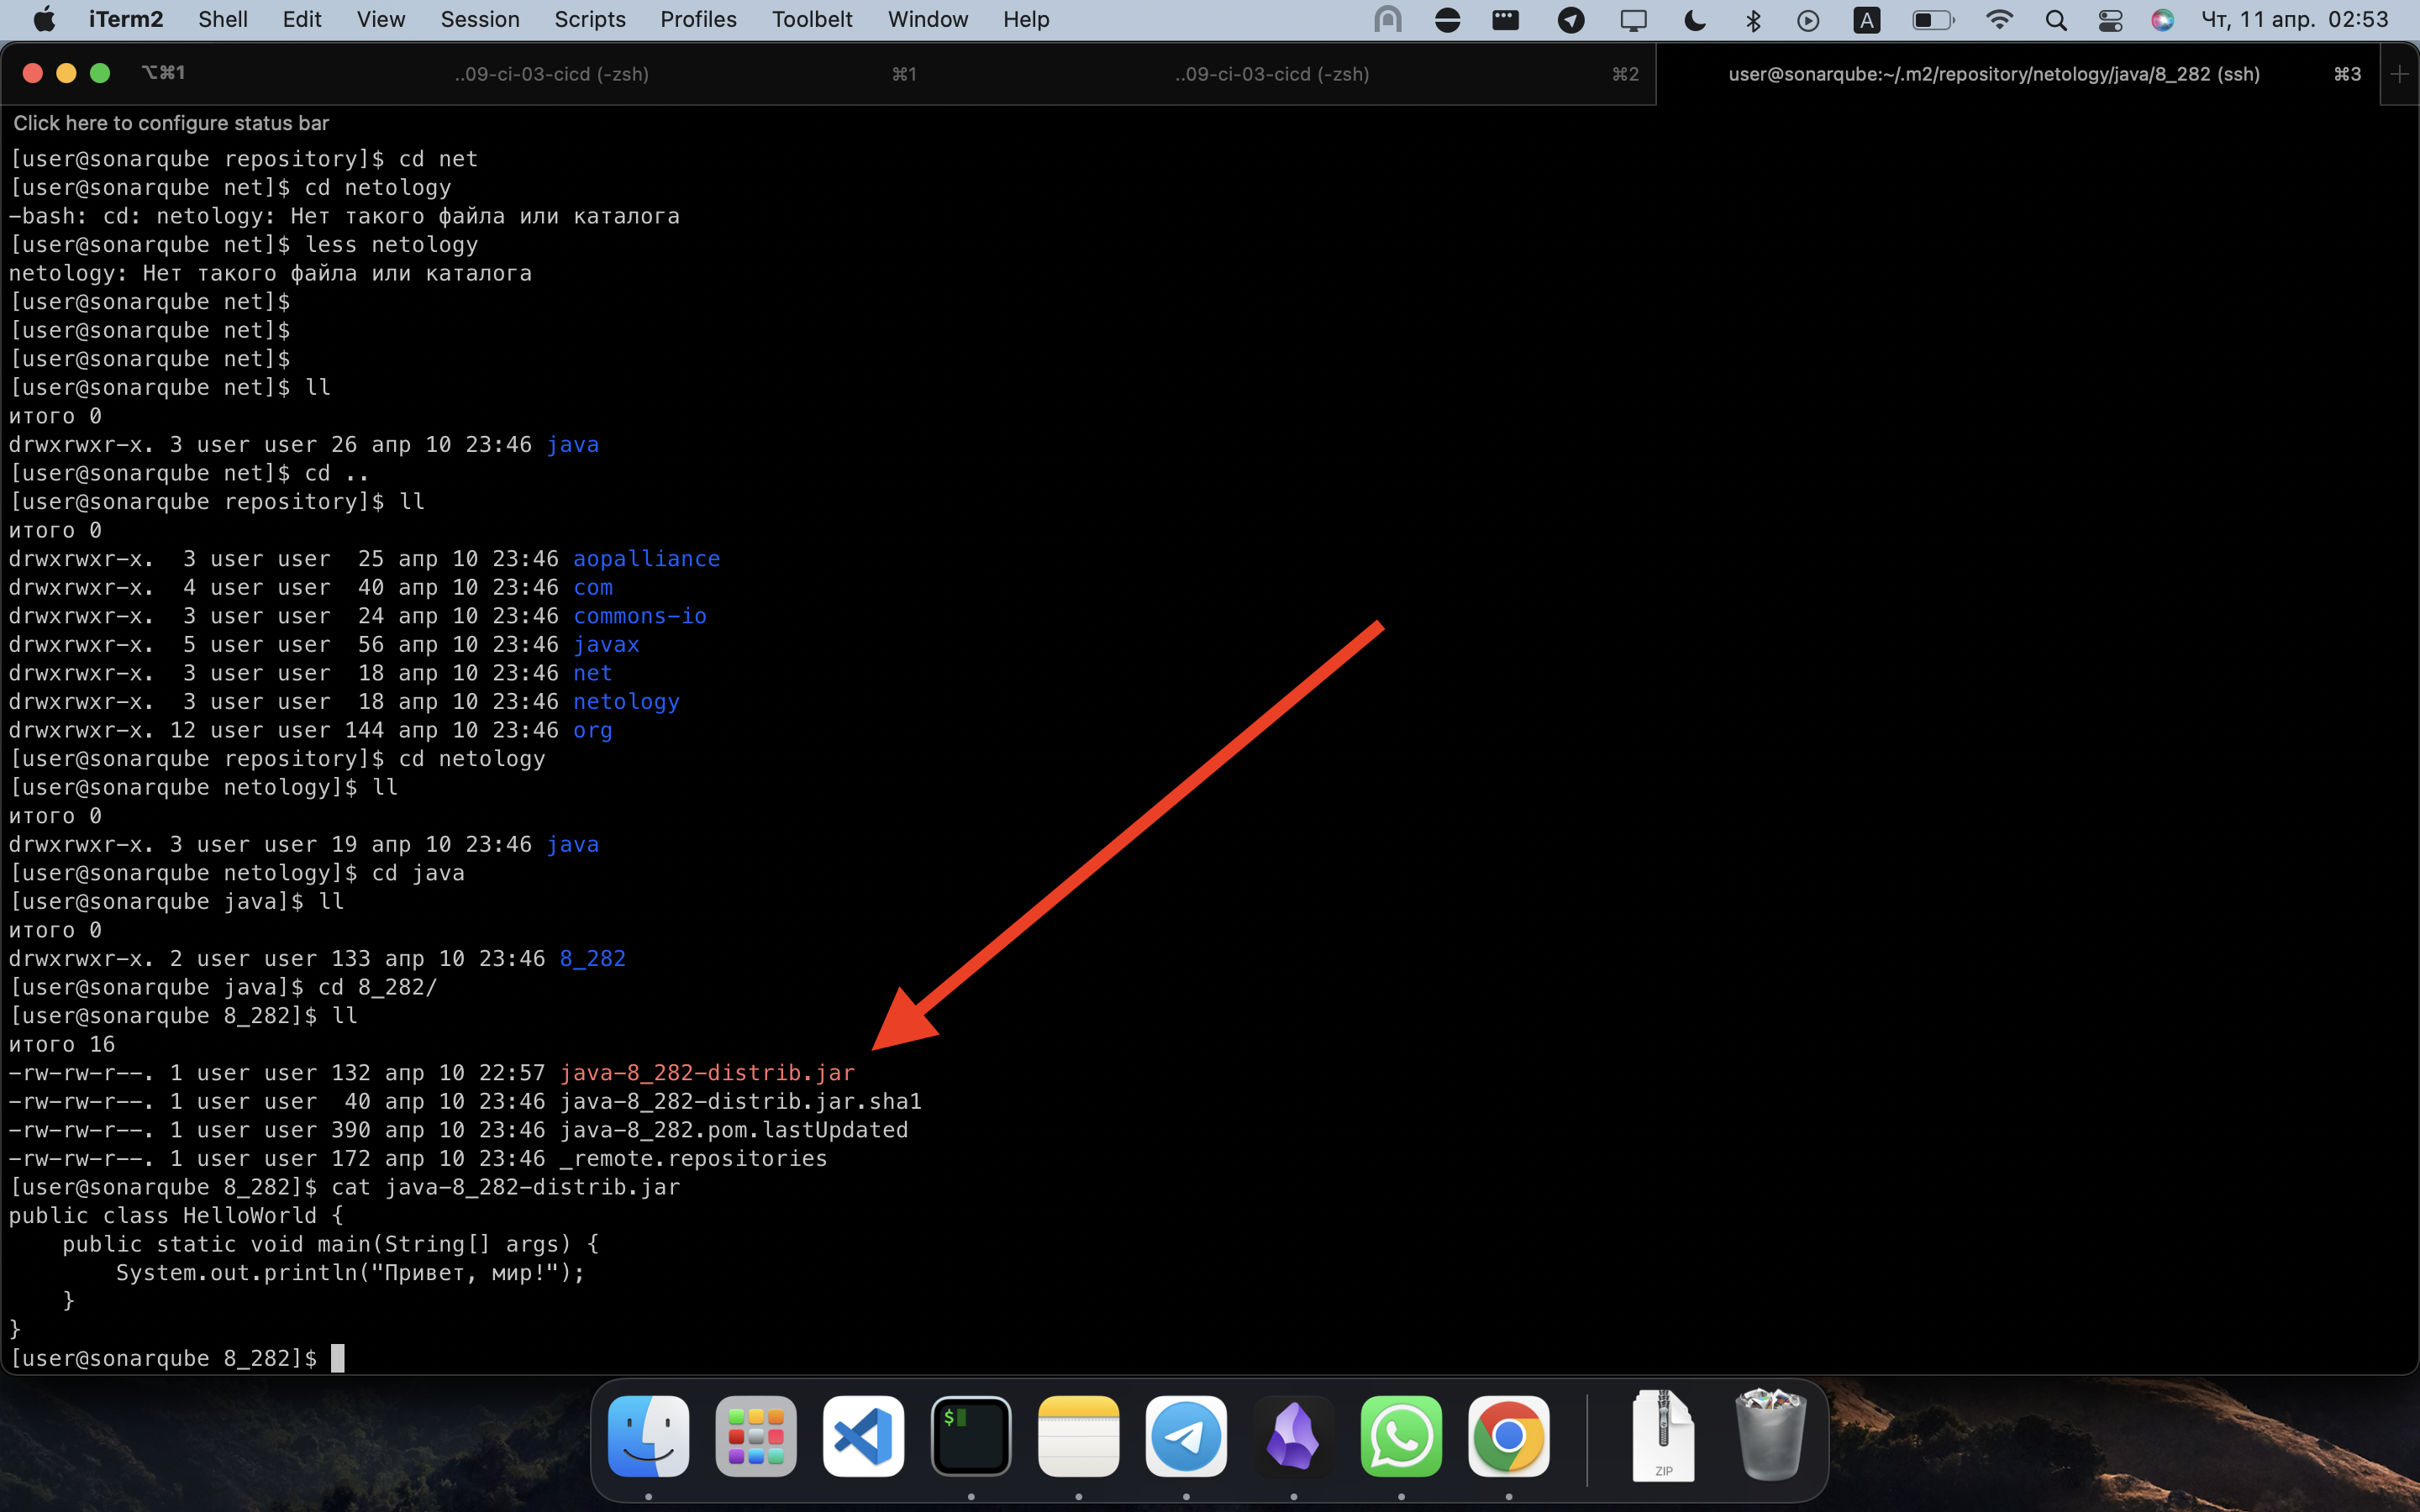 iTerm2 Shell Edit View Session Scripts Profiles Toolbelt Window Help A Чт, 11 апр. 02:53
⌥⌘1 ..09-ci-03-cicd (-zsh) ⌘1 ..09-ci-03-cicd (-zsh) ⌘2 user@sonarqube:~/.m2/repository/netology/java/8_282 (ssh) ⌘3
Click here to configure status bar
[user@sonarqube repository]$ cd net
[user@sonarqube net]$ cd netology
-bash: cd: netology: Нет такого файла или каталога
[user@sonarqube net]$ less netology
netology: Нет такого файла или каталога
[user@sonarqube net]$
[user@sonarqube net]$
[user@sonarqube net]$
[user@sonarqube net]$ ll
итого 0
drwxrwxr-x. 3 user user 26 апр 10 23:46 java
[user@sonarqube net]$ cd ..
[user@sonarqube repository]$ ll
итого 0
drwxrwxr-x.  3 user user  25 апр 10 23:46 aopalliance
drwxrwxr-x.  4 user user  40 апр 10 23:46 com
drwxrwxr-x.  3 user user  24 апр 10 23:46 commons-io
drwxrwxr-x.  5 user user  56 апр 10 23:46 javax
drwxrwxr-x.  3 user user  18 апр 10 23:46 net
drwxrwxr-x.  3 user user  18 апр 10 23:46 netology
drwxrwxr-x. 12 user user 144 апр 10 23:46 org
[user@sonarqube repository]$ cd netology
[user@sonarqube netology]$ ll
итого 0
drwxrwxr-x. 3 user user 19 апр 10 23:46 java
[user@sonarqube netology]$ cd java
[user@sonarqube java]$ ll
итого 0
drwxrwxr-x. 2 user user 133 апр 10 23:46 8_282
[user@sonarqube java]$ cd 8_282/
[user@sonarqube 8_282]$ ll
итого 16
-rw-rw-r--. 1 user user 132 апр 10 22:57 java-8_282-distrib.jar
-rw-rw-r--. 1 user user  40 апр 10 23:46 java-8_282-distrib.jar.sha1
-rw-rw-r--. 1 user user 390 апр 10 23:46 java-8_282.pom.lastUpdated
-rw-rw-r--. 1 user user 172 апр 10 23:46 _remote.repositories
[user@sonarqube 8_282]$ cat java-8_282-distrib.jar
public class HelloWorld {
    public static void main(String[] args) {
        System.out.println("Привет, мир!");
    }
}
[user@sonarqube 8_282]$
$
ZIP